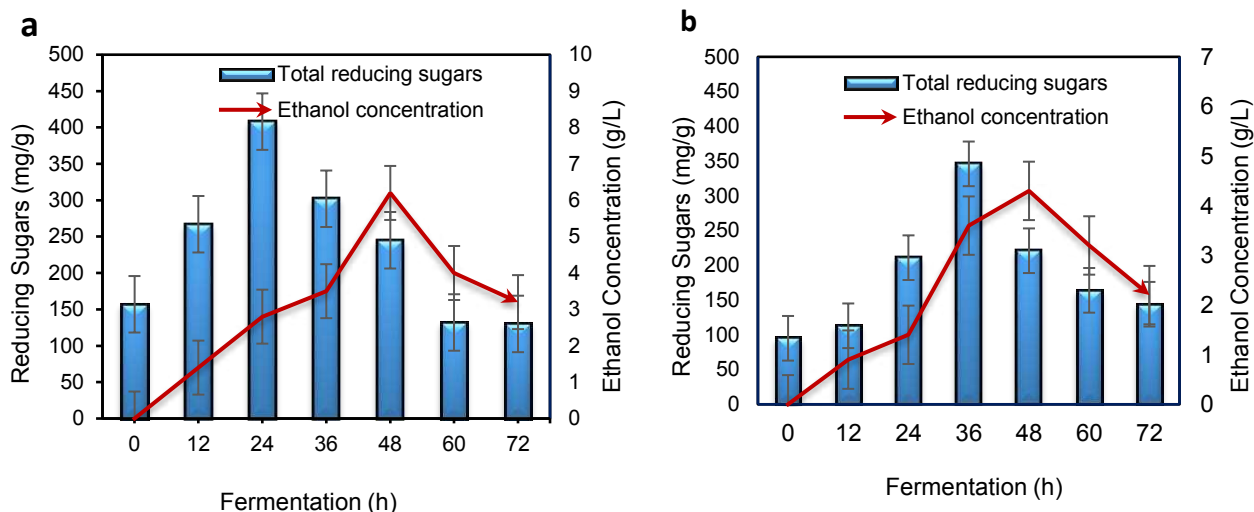 a
500
450
400
350
300
250
200
150
100
50
0
Reducing Sugars (mg/g)
Total reducing sugars
Ethanol concentration
10
9
8
7
6
5
4
3
2
1
0
Ethanol Concentration (g/L)
0 12 24 36 48 60 72
Fermentation (h)
b
500
450
400
350
300
250
200
150
100
50
0
Reducing Sugars (mg/g)
Total reducing sugars
Ethanol concentration
7
6
5
4
3
2
1
0
Ethanol Concentration (g/L)
0 12 24 36 48 60 72
Fermentation (h)